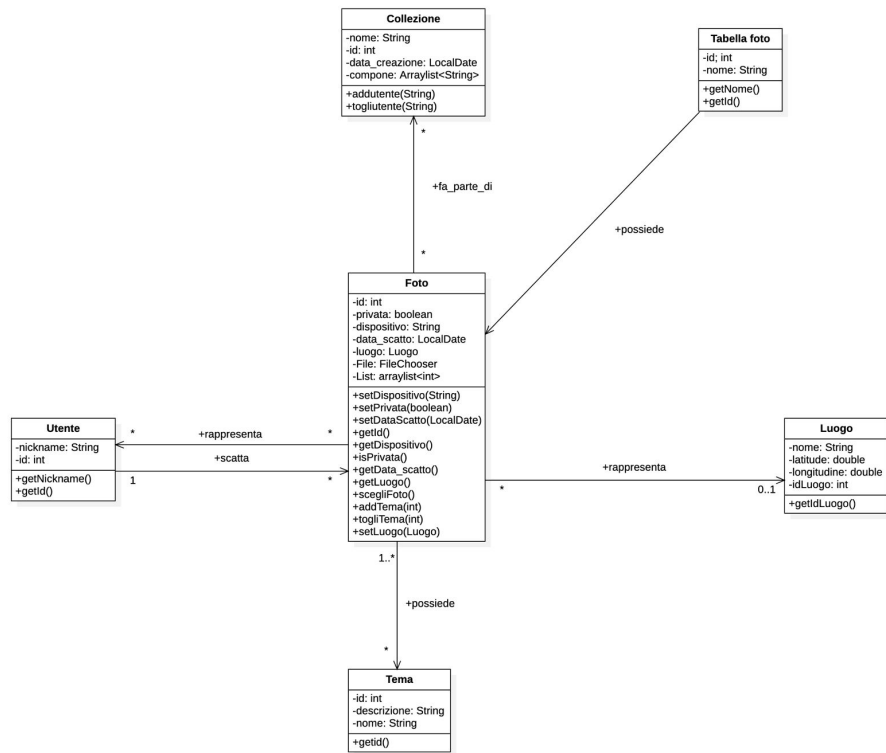 Collezione
-nome: String
-id: int
-data_creazione: LocalDate
-compone: Arraylist<String>
+addutente(String)
+togliutente(String)
Tabella foto
-id; int
-nome: String
+getNome()
+getId()
*
+fa_parte_di
*
+possiede
Foto
-id: int
-privata: boolean
-dispositivo: String
-data_scatto: LocalDate
-luogo: Luogo
-File: FileChooser
-List: arraylist<int>
+setDispositivo(String)
+setPrivata(boolean)
+setDataScatto(LocalDate)
+getId()
+getDispositivo()
+isPrivata()
+getData_scatto()
+getLuogo()
+scegliFoto()
+addTema(int)
+togliTema(int)
+setLuogo(Luogo)
Utente
-nickname: String
-id: int
+getNickname()
+getId()
* +rappresenta *
+scatta
1 *
+rappresenta
* 0..1
Luogo
-nome: String
-latitude: double
-longitudine: double
-idLuogo: int
+getIdLuogo()
1..*
+possiede
*
Tema
-id: int
-descrizione: String
-nome: String
+getid()